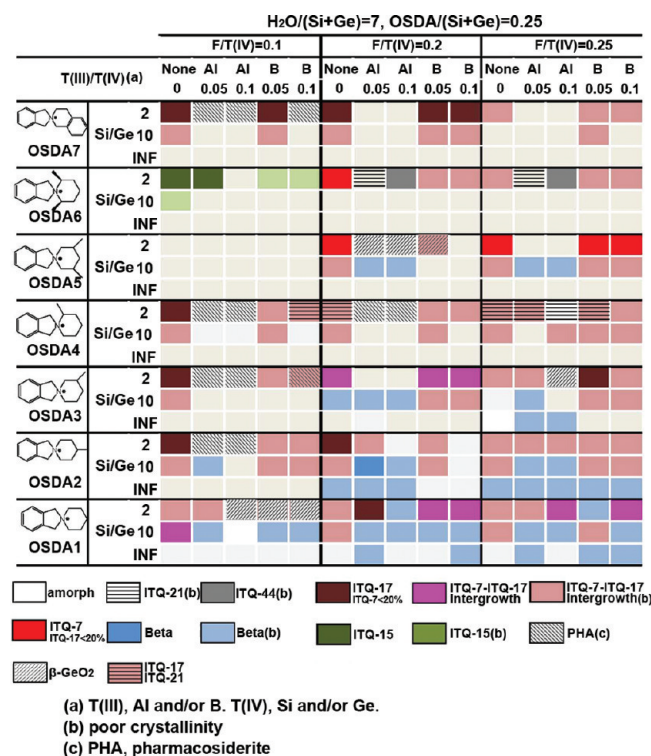 H2O/(Si+Ge)=7, OSDA/(Si+Ge)=0.25
F/T(IV)=0.1 F/T(IV)=0.2 F/T(IV)=0.25
T(III)/T(IV)(a) None Al Al B B None Al Al B B None Al Al B B
0 0.05 0.1 0.05 0.1 0 0.05 0.1 0.05 0.1 0 0.05 0.1 0.05 0.1
2
Si/Ge 10
OSDA7 INF
2
Si/Ge 10
OSDA6 INF
2
Si/Ge 10
OSDA5 INF
2
Si/Ge 10
OSDA4 INF
2
Si/Ge 10
OSDA3 INF
2
Si/Ge 10
OSDA2 INF
2
Si/Ge 10
OSDA1 INF
amorph ITQ-21(b) ITQ-44(b) ITQ-17 ITQ-7-ITQ-17 ITQ-7-ITQ-17
ITQ-7<20% Intergrowth Intergrowth(b)
ITQ-7 Beta Beta(b) ITQ-15 ITQ-15(b) PHA(c)
ITQ-17<20%
β-GeO2 ITQ-17
ITQ-21
(a) T(III), Al and/or B. T(IV), Si and/or Ge.
(b) poor crystallinity
(c) PHA, pharmacosiderite